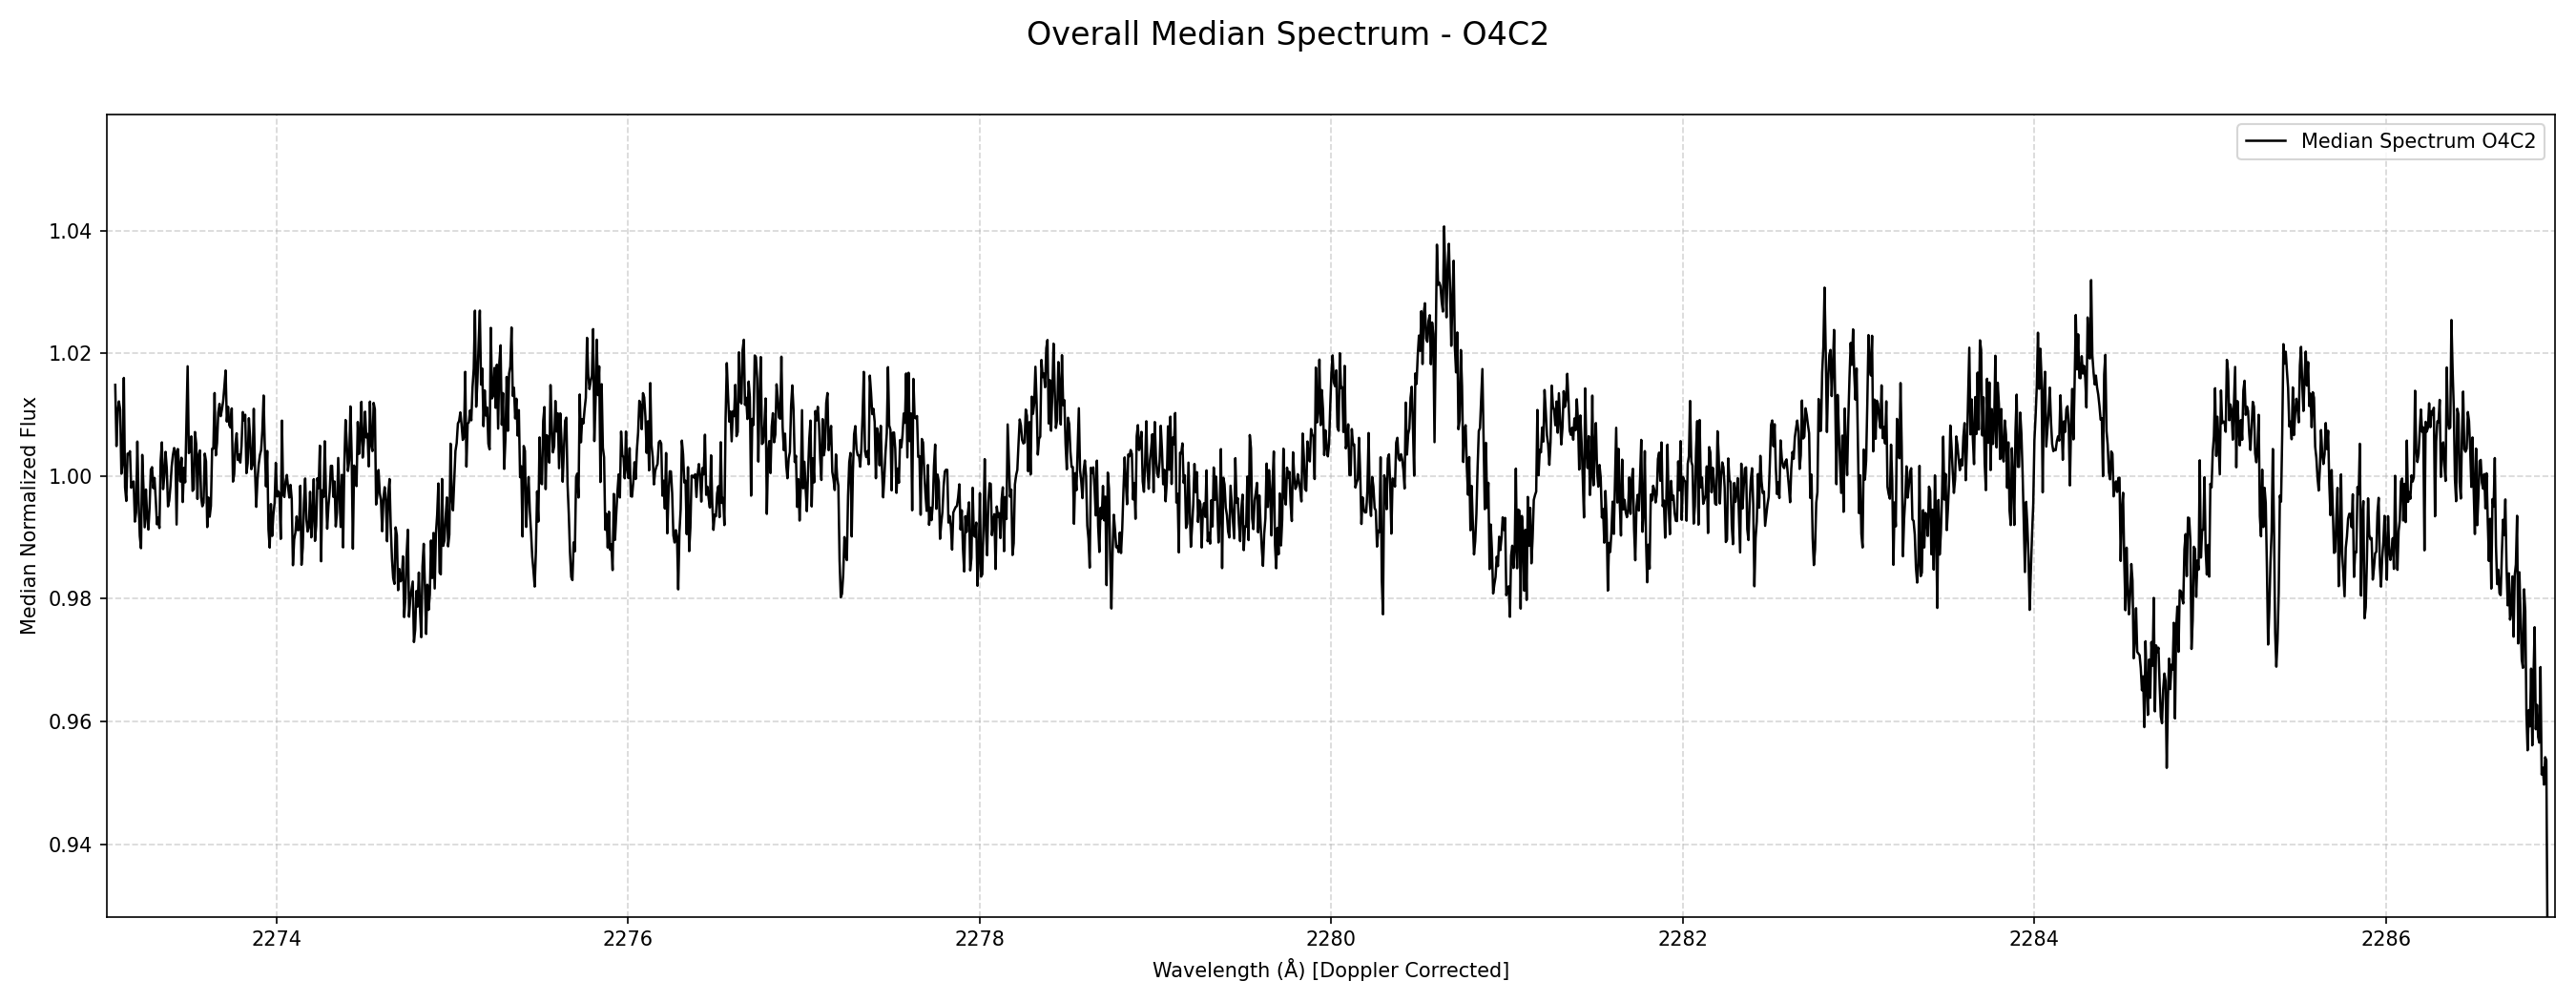 Overall Median Spectrum - O4C2
Median Spectrum O4C2
Median Normalized Flux
1.04
1.02
1.00
0.98
0.96
0.94
2274 2276 2278 2280 2282 2284 2286
Wavelength (Å) [Doppler Corrected]